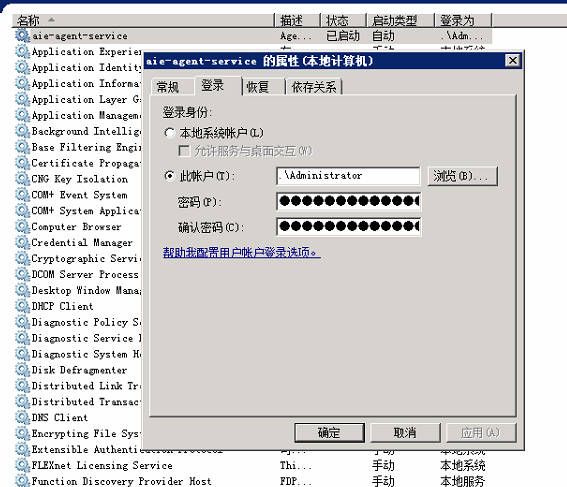 名称 描述 状态 启动类型 登录为
aie-agent-service Age... 已启动 自动 .\Adm...
Application Experien
Application Identity
Application Informa
Application Layer Ga
Application Manageme
Background Intellige
Base Filtering Engin
Certificate Propagat
CNG Key Isolation
COM+ Event System
COM+ System Applica
Computer Browser
Credential Manager
Cryptographic Servic
DCOM Server Process
Desktop Window Mana
DHCP Client
Diagnostic Policy Se
Diagnostic Service H
Diagnostic System Ho
Disk Defragmenter
Distributed Link Tr
Distributed Transac
DNS Client
Encrypting File Sys
Extensible Authentication Protocol
FLEXnet Licensing Service Thi... 手动 本地系统
Function Discovery Provider Host FDP... 手动 本地服务
aie-agent-service 的属性(本地计算机)
常规 登录 恢复 依存关系
登录身份:
本地系统帐户(L)
允许服务与桌面交互(W)
此帐户(T): .\Administrator 浏览(B)...
密码(P): ●●●●●●●●●●●●
确认密码(C): ●●●●●●●●●●●●
帮助我配置用户帐户登录选项。
确定 取消 应用(A)